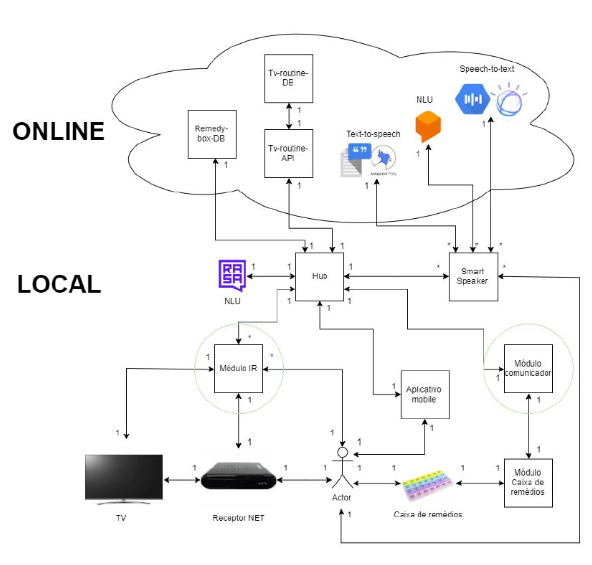 Speech-to-text
Tv-routine-
DB
1
NLU
ONLINE
1
Remedy-
box-DB
1
Tv-routine-
API
Text-to-speech
1
1
1
1
1
1
1
*
*
*
LOCAL
RASA
NLU
1
1
Hub
1
*
Smart
Speaker
*
1
1
1
*
1
*
Módulo IR
1
1
1
Aplicativo
mobile
1
Módulo
comunicador
1
1
1
1
1
1
1
1
TV
1
1
Receptor NET
1
1
Actor
1
1
Caixa de remédios
1
1
Módulo
Caixa de
remédios
1